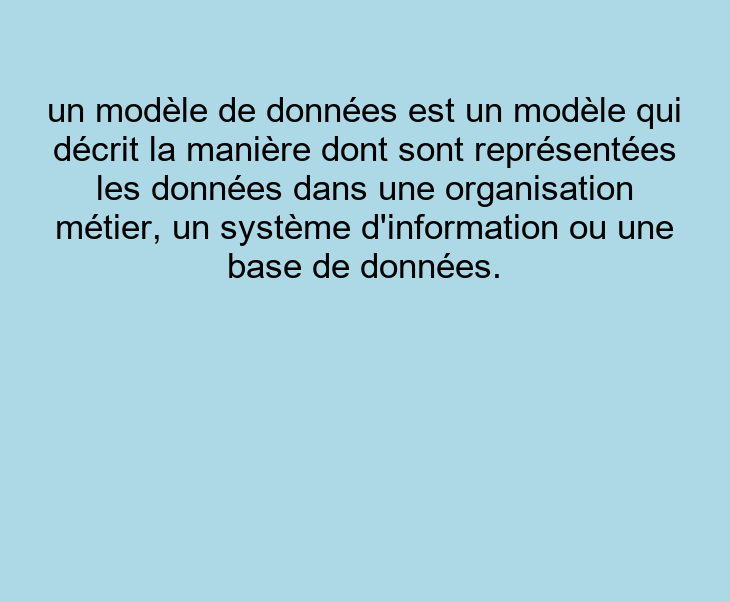 un modèle de données est un modèle qui
décrit la manière dont sont représentées
les données dans une organisation
métier, un système d'information ou une
base de données.